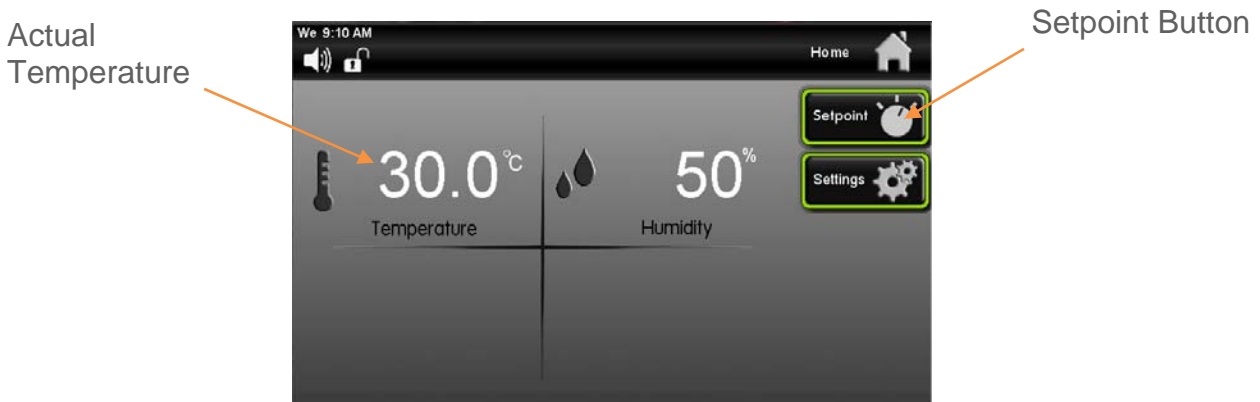 Actual
Temperature
Setpoint Button
We 9:10 AM
Home
Setpoint
Settings
30.0°C
50%
Temperature
Humidity